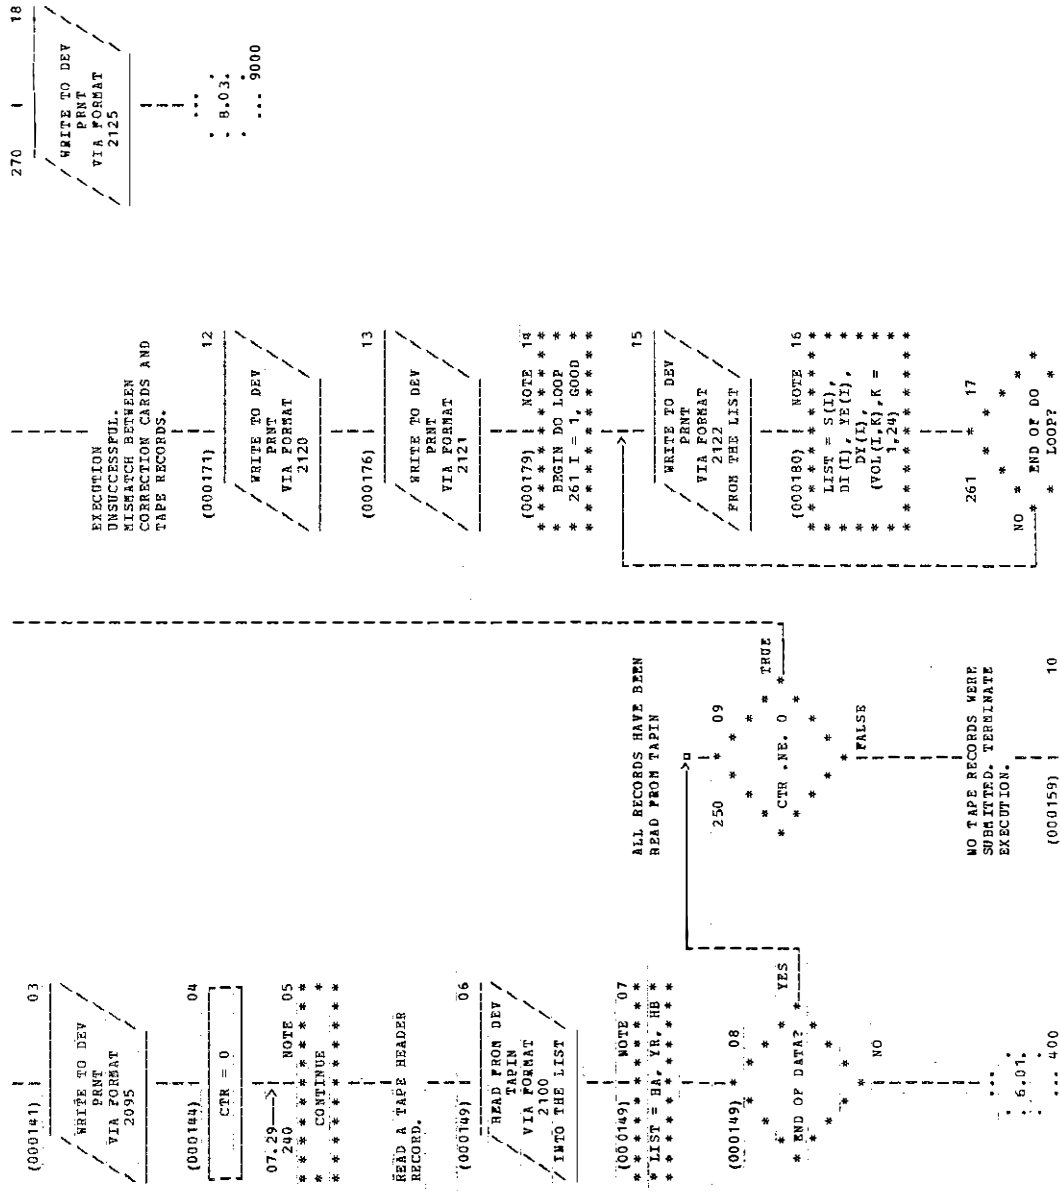 (000141) 03
WRITE TO DEV
PRNT
VIA FORMAT
2095
(000144) 04
CTR = 0
07.29-->
240 NOTE 05
* * * * * * * * * * *
* CONTINUE *
* * * * * * * * * * *
READ A TAPE HEADER
RECORD.
(000149) 06
READ FROM DEV
TAPIN
VIA FORMAT
2100
INTO THE LIST
(000149) NOTE 07
* * * * * * * * * * *
* LIST = HA, YR, HB *
* * * * * * * * * * *
(000149) * 08
* END OF DATA? *
YES
NO
...
. 6.01.
... 400
ALL RECORDS HAVE BEEN
READ FROM TAPIN
250 * 09
* CTR .NE. 0 *
TRUE
FALSE
NO TAPE RECORDS WERE
SUBMITTED. TERMINATE
EXECUTION.
(000159) 10
EXECUTION
UNSUCCESSFUL.
MISMATCH BETWEEN
CORRECTION CARDS AND
TAPE RECORDS.
(000171) 12
WRITE TO DEV
PRNT
VIA FORMAT
2120
(000176) 13
WRITE TO DEV
PRNT
VIA FORMAT
2121
(000179) NOTE 14
* * * * * * * * * * *
* BEGIN DO LOOP *
* 261 I = 1, GOOD *
* * * * * * * * * * *
15
WRITE TO DEV
PRNT
VIA FORMAT
2122
FROM THE LIST
(000180) NOTE 16
* * * * * * * * * * *
* LIST = S(I), *
* DI(I), YE(I), *
* DY(I), *
* (VOL(I,K),K = *
* 1,24) *
* * * * * * * * * * *
261 * 17
NO * END OF DO *
* LOOP? *
270 18
WRITE TO DEV
PRNT
VIA FORMAT
2125
...
. B.03.
... 9000